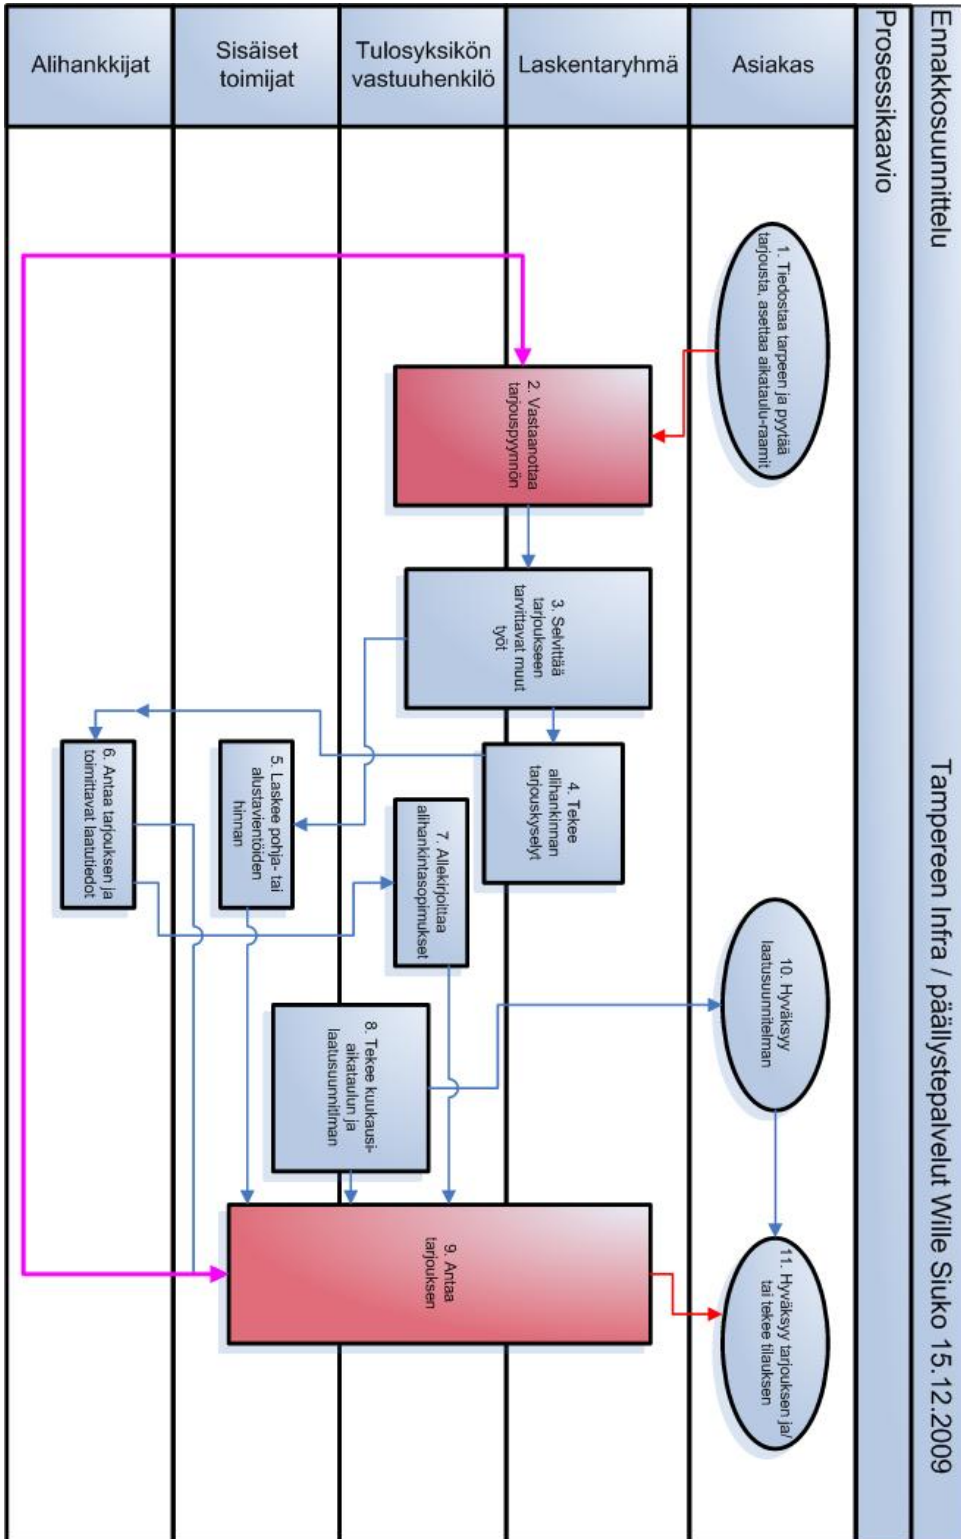 Ennakkosuunnittelu
Tampereen Infra / päällystepalvelut Wille Siuko 15.12.2009
Prosessikaavio
Asiakas
Laskentaryhmä
Tulosyksikön
vastuuhenkilö
Sisäiset
toimijat
Alihankkijat
1. Tiedostaa tarpeen ja pyytää
tarjousta, asettaa aikataulu-raamit
2. Vastaanottaa
tarjouspyynnön
3. Selvittää
tarjoukseen
tarvittavat muut
työt
4. Tekee
alihankinnan
tarjouskyselyt
5. Laskee pohja- tai
alustavientöiden
hinnan
6. Antaa tarjouksen ja
toimittavat laatutiedot
7. Allekirjoittaa
alihankintasopimukset
8. Tekee kuukausi-
aikataulun ja
laatusuunnitlman
9. Antaa
tarjouksen
10. Hyväksyy
laatusuunnitelman
11. Hyväksyy tarjouksen ja/
tai tekee tilauksen